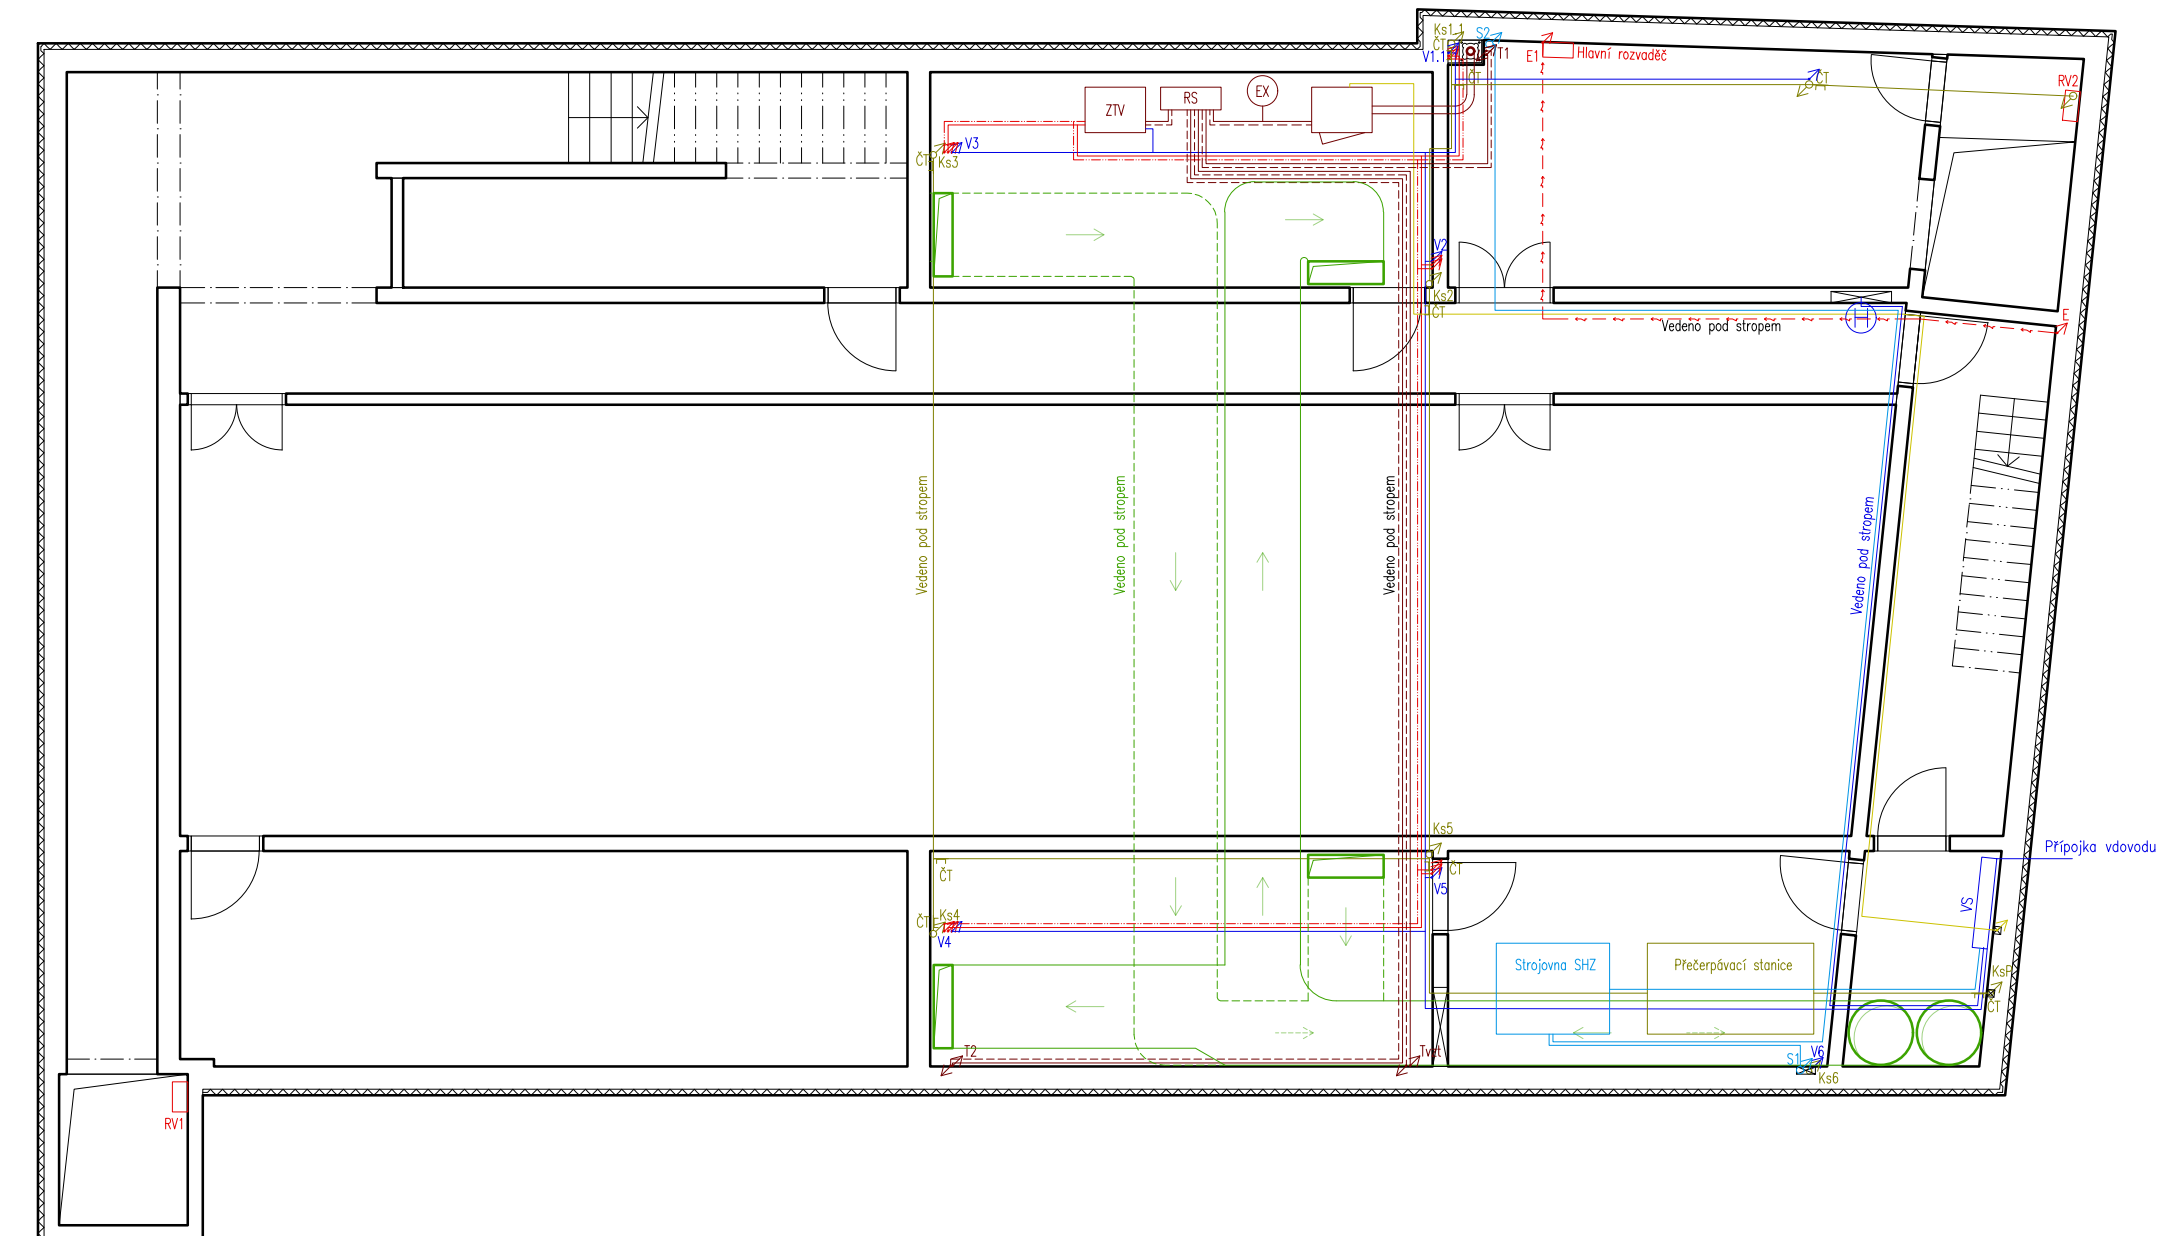 Ks1.1
ČT
V1.1
S2
T1
E1
Hlavní rozvaděč
ČT
ČT
RV2
ZTV
RS
EX
V3
ČT
Ks3
V2
Ks2
ČT
E
H
Vedeno pod stropem
Vedeno pod stropem
Vedeno pod stropem
Vedeno pod stropem
Vedeno pod stropem
Ks5
ČT
V5
ČT
Ks4
ČT
V4
Přípojka vdovodu
VS
Strojovna SHZ
Přečerpávací stanice
ČT
T2
S1
V6
Ks6
RV1